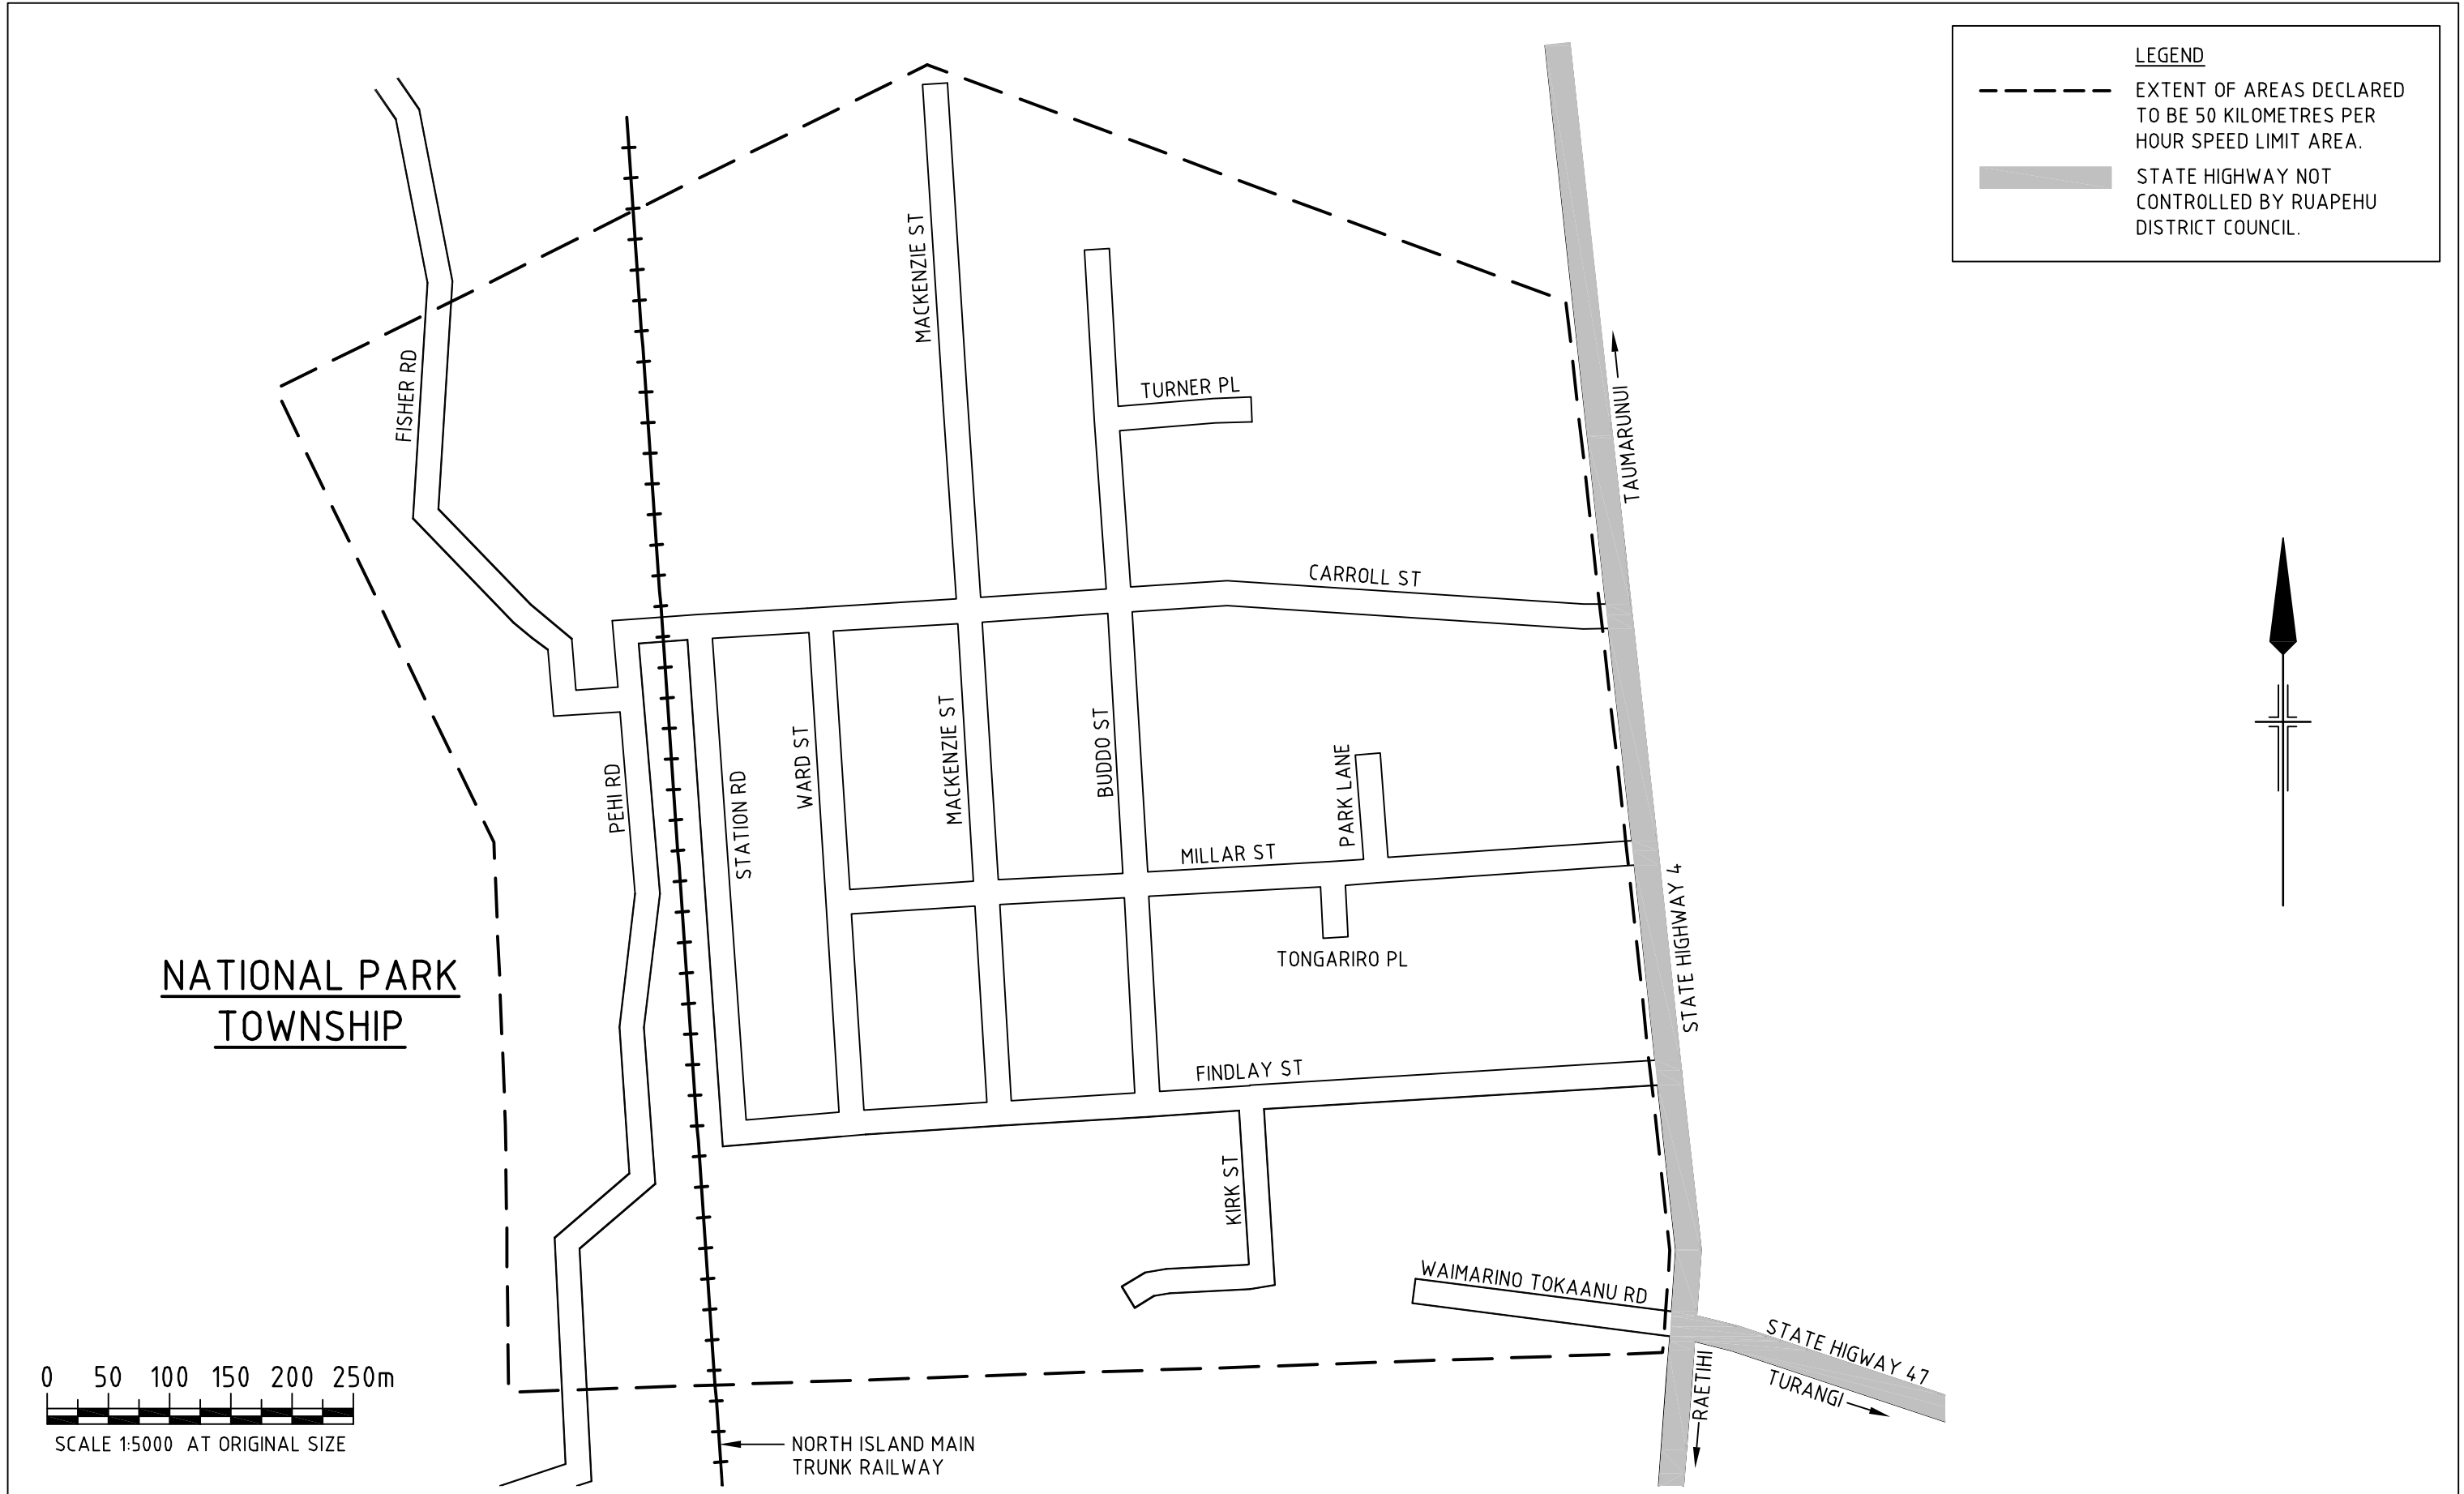 LEGEND
EXTENT OF AREAS DECLARED
TO BE 50 KILOMETRES PER
HOUR SPEED LIMIT AREA.
STATE HIGHWAY NOT
CONTROLLED BY RUAPEHU
DISTRICT COUNCIL.
MACKENZIE ST
FISHER RD
TURNER PL
TAUMARUNUI
CARROLL ST
PEHI RD
STATION RD
WARD ST
MACKENZIE ST
BUDDO ST
PARK LANE
MILLAR ST
STATE HIGHWAY 4
TONGARIRO PL
NATIONAL PARK
TOWNSHIP
FINDLAY ST
KIRK ST
WAIMARINO TOKAANU RD
STATE HIGWAY 47
TURANGI
RAETIHI
0 50 100 150 200 250m
SCALE 1:5000 AT ORIGINAL SIZE
NORTH ISLAND MAIN
TRUNK RAILWAY